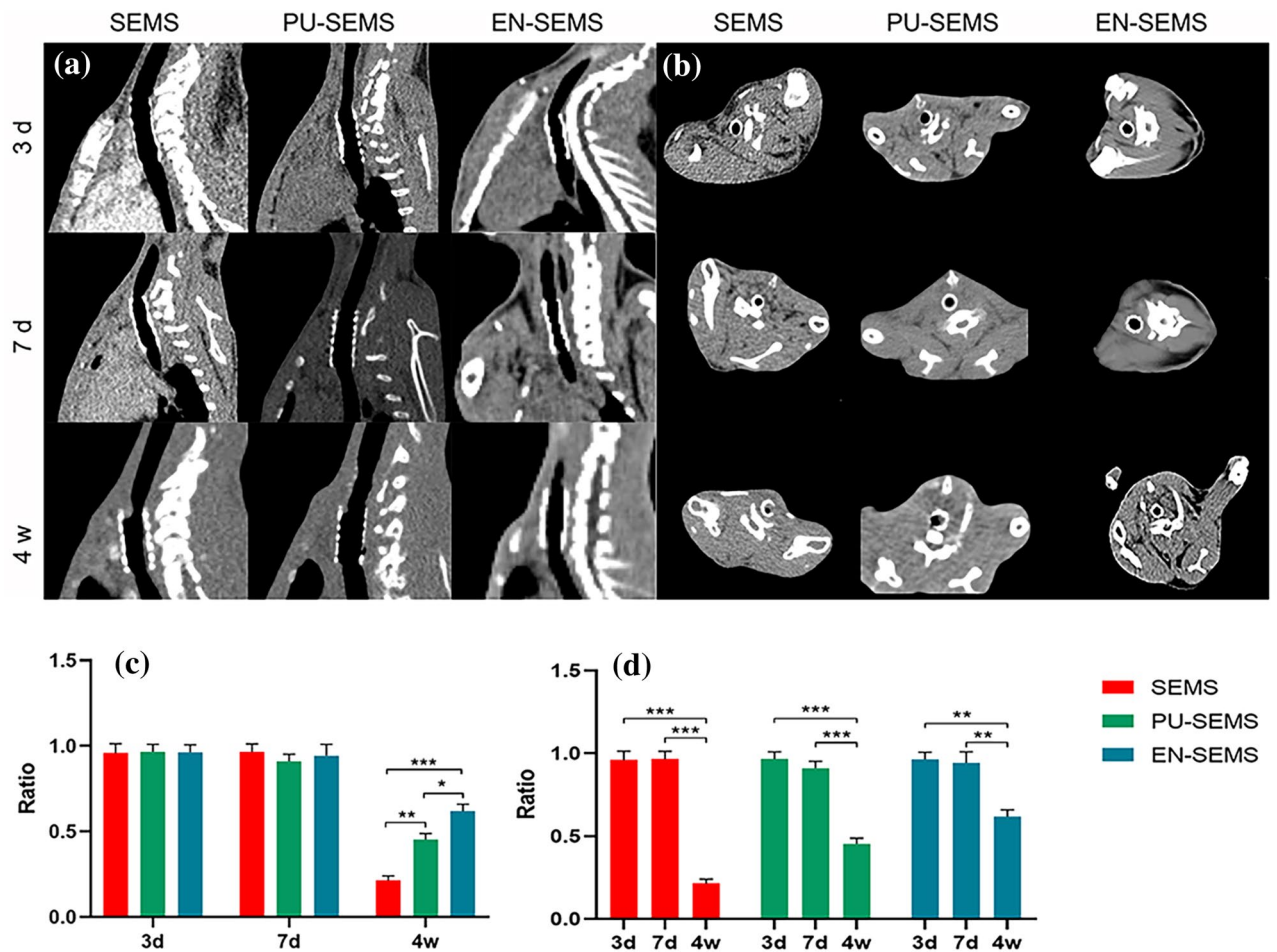 SEMS PU-SEMS EN-SEMS SEMS PU-SEMS EN-SEMS
(a) (b)
3 d
7 d
4 w
(c)
1.5
1.0
0.5
0.0
Ratio
*** 
** *
3d 7d 4w
(d)
1.5
1.0
0.5
0.0
Ratio
*** *** **
*** *** **
3d 7d 4w 3d 7d 4w 3d 7d 4w
SEMS
PU-SEMS
EN-SEMS